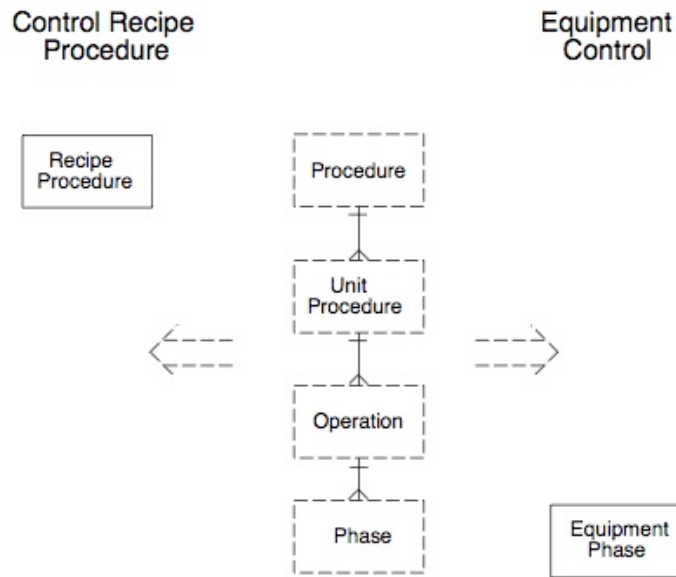 Control Recipe
Procedure
Equipment
Control
Recipe
Procedure
Procedure
Unit
Procedure
Operation
Phase
Equipment
Phase